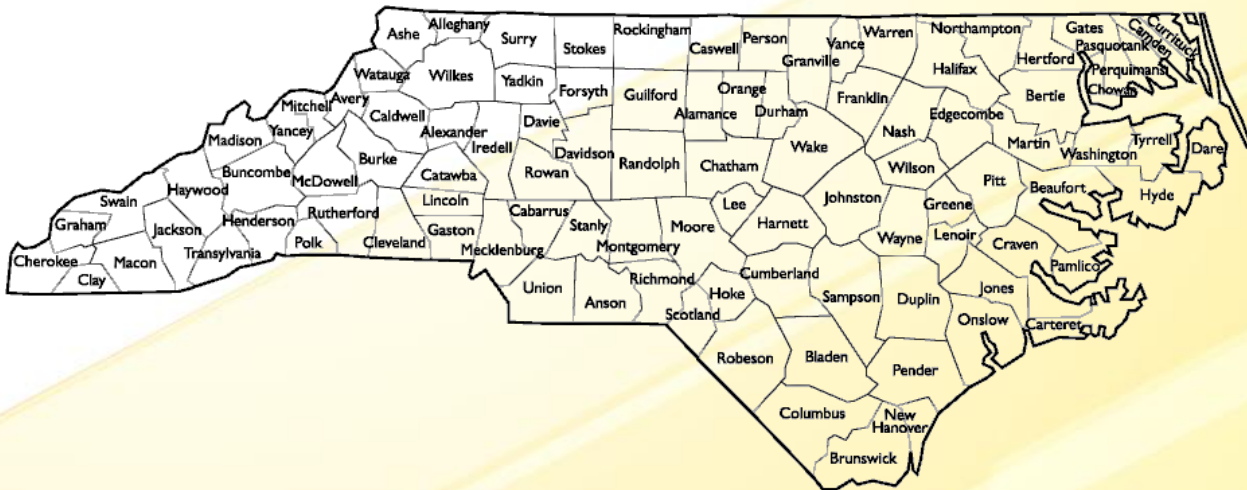 Ashe
Alleghany
Surry
Stokes
Rockingham
Caswell
Person
Granville
Vance
Warren
Northampton
Gates
Camden
Currituck
Pasquotank
Perquimans
Chowan
Hertford
Halifax
Watauga
Wilkes
Yadkin
Forsyth
Guilford
Alamance
Orange
Durham
Franklin
Bertie
Mitchell
Avery
Caldwell
Alexander
Iredell
Davie
Nash
Edgecombe
Martin
Washington
Tyrrell
Dare
Madison
Yancey
Burke
Davidson
Randolph
Chatham
Wake
Wilson
Buncombe
McDowell
Catawba
Rowan
Pitt
Beaufort
Hyde
Haywood
Swain
Lincoln
Lee
Johnston
Greene
Graham
Jackson
Henderson
Rutherford
Cabarrus
Stanly
Moore
Harnett
Wayne
Lenoir
Craven
Cherokee
Macon
Transylvania
Polk
Cleveland
Gaston
Mecklenburg
Montgomery
Pamlico
Clay
Union
Anson
Richmond
Cumberland
Hoke
Scotland
Sampson
Duplin
Jones
Onslow
Carteret
Robeson
Bladen
Pender
Columbus
New
Hanover
Brunswick